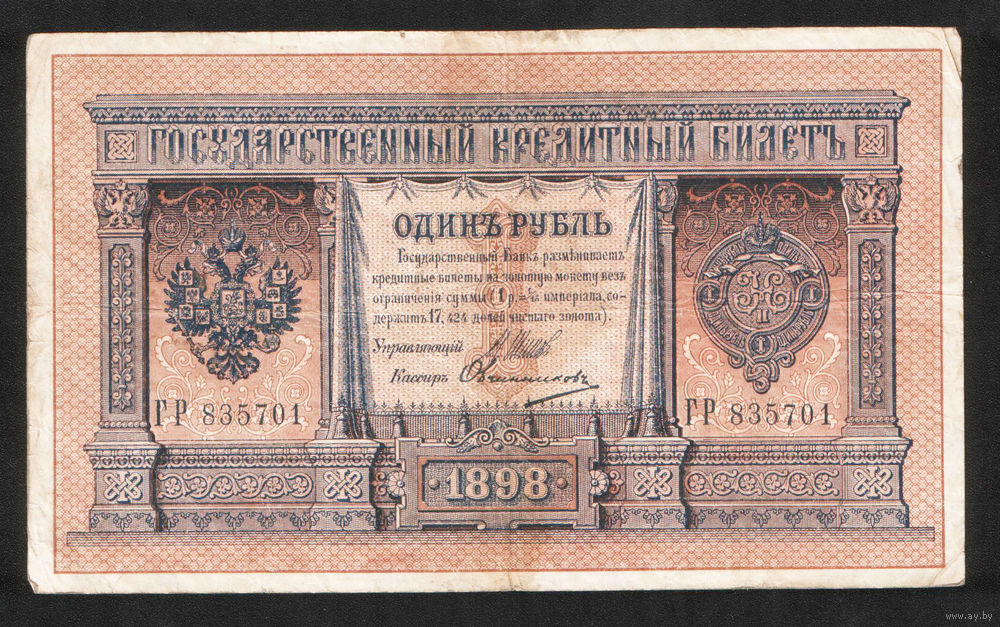 ГОСУДАРСТВЕННЫЙ КРЕДИТНЫЙ БИЛЕТЪ
ОДИНЪ РУБЛЬ
Государственный Банкъ размѣниваетъ
кредитные билеты на золотую монету безъ
ограниченія суммы (1 р. = 1/15 имперіала, со-
держитъ 17,424 долей чистаго золота).
Управляющій
Кассиръ Овчинниковъ
ГР 835701
ГР 835701
1898
www.ay.by